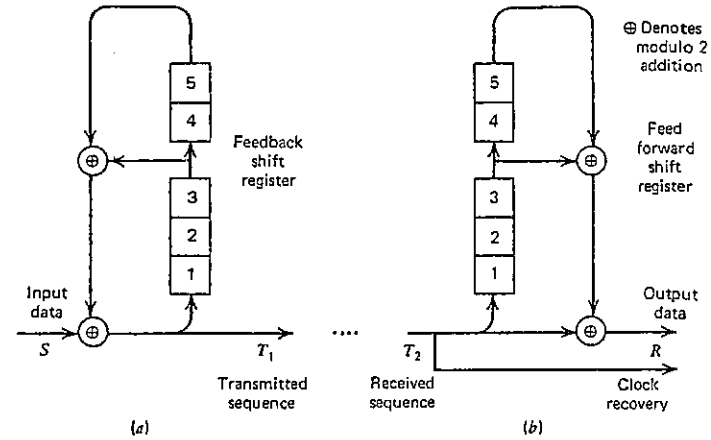 ⊕ Denotes
modulo 2
addition
5
4
Feedback
shift
register
⊕
3
2
1
Input
data
S
⊕
T₁
Transmitted
sequence
(a)
5
4
Feed
forward
shift
register
⊕
3
2
1
....
T₂
Received
sequence
⊕
Output
data
R
Clock
recovery
(b)